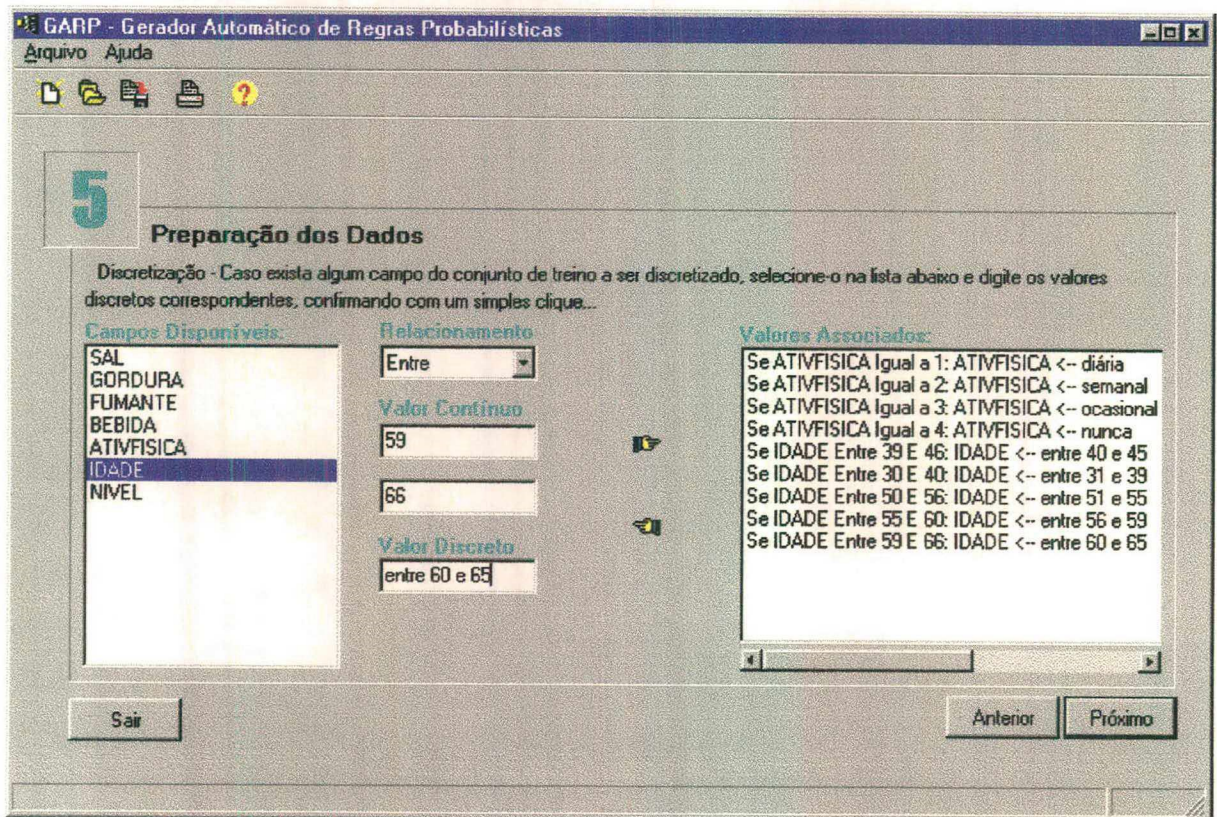 GARP - Gerador Automático de Regras Probabilísticas
Arquivo Ajuda
5
Preparação dos Dados
Discretização - Caso exista algum campo do conjunto de treino a ser discretizado, selecione-o na lista abaixo e digite os valores
discretos correspondentes, confirmando com um simples clique...
Campos Disponíveis:
SAL
GORDURA
FUMANTE
BEBIDA
ATIVFISICA
IDADE
NIVEL
Relacionamento
Entre
Valor Contínuo
59
66
Valor Discreto
entre 60 e 65
Valores Associados:
Se ATIVFISICA Igual a 1: ATIVFISICA <-- diária
Se ATIVFISICA Igual a 2: ATIVFISICA <-- semanal
Se ATIVFISICA Igual a 3: ATIVFISICA <-- ocasional
Se ATIVFISICA Igual a 4: ATIVFISICA <-- nunca
Se IDADE Entre 39 E 46: IDADE <-- entre 40 e 45
Se IDADE Entre 30 E 40: IDADE <-- entre 31 e 39
Se IDADE Entre 50 E 56: IDADE <-- entre 51 e 55
Se IDADE Entre 55 E 60: IDADE <-- entre 56 e 59
Se IDADE Entre 59 E 66: IDADE <-- entre 60 e 65
Sair
Anterior
Próximo